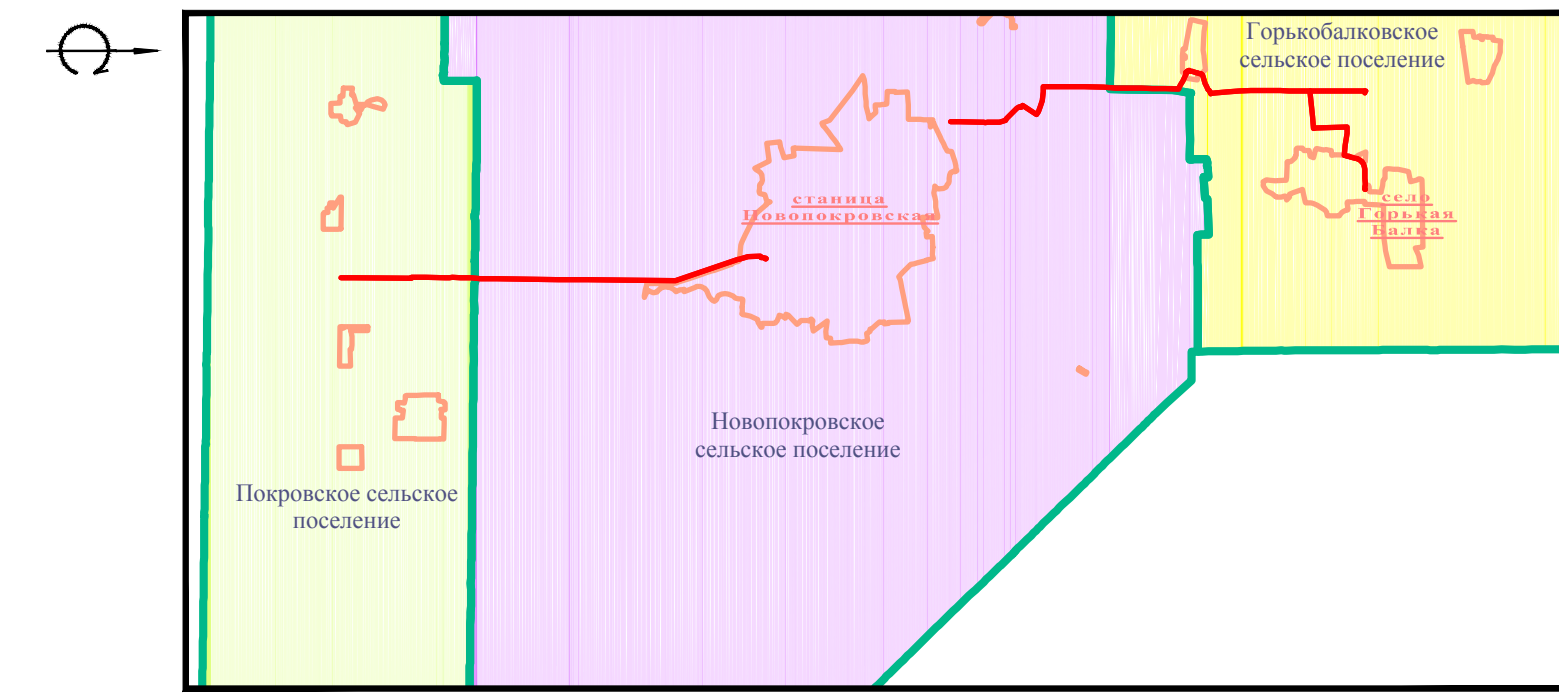 Горькобалковское
сельское поселение
станица
Новопокровская
село
Горькая
Балка
Новопокровское
сельское поселение
Покровское сельское
поселение